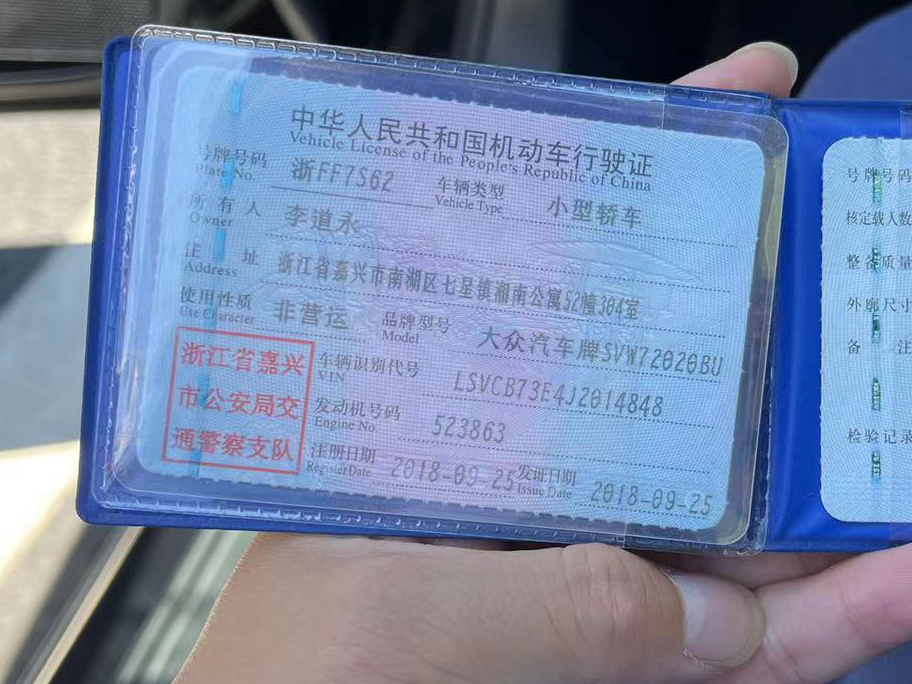 中华人民共和国机动车行驶证
Vehicle License of the People's Republic of China
号牌号码 浙FF7S62 车辆类型 小型轿车
Plate No. Vehicle Type
所有人 李道永
Owner
住址 浙江省嘉兴市南湖区七星镇湘南公寓52幢304室
Address
使用性质 非营运 品牌型号 大众汽车牌SVW72020BU
Use Character Model
浙江省嘉兴
市公安局交
通警察支队
车辆识别代号 LSVCB73E4J2014848
VIN
发动机号码 523863
Engine No.
注册日期 2018-09-25 发证日期 2018-09-25
Register Date Issue Date
号牌号码
核定载人数
整备质量
外廓尺寸
备注
检验记录